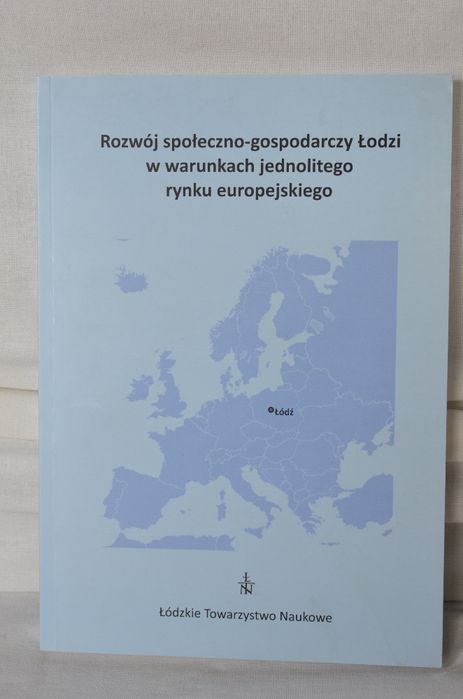 Rozwój społeczno-gospodarczy Łodzi
w warunkach jednolitego
rynku europejskiego
Łódź
Łódzkie Towarzystwo Naukowe